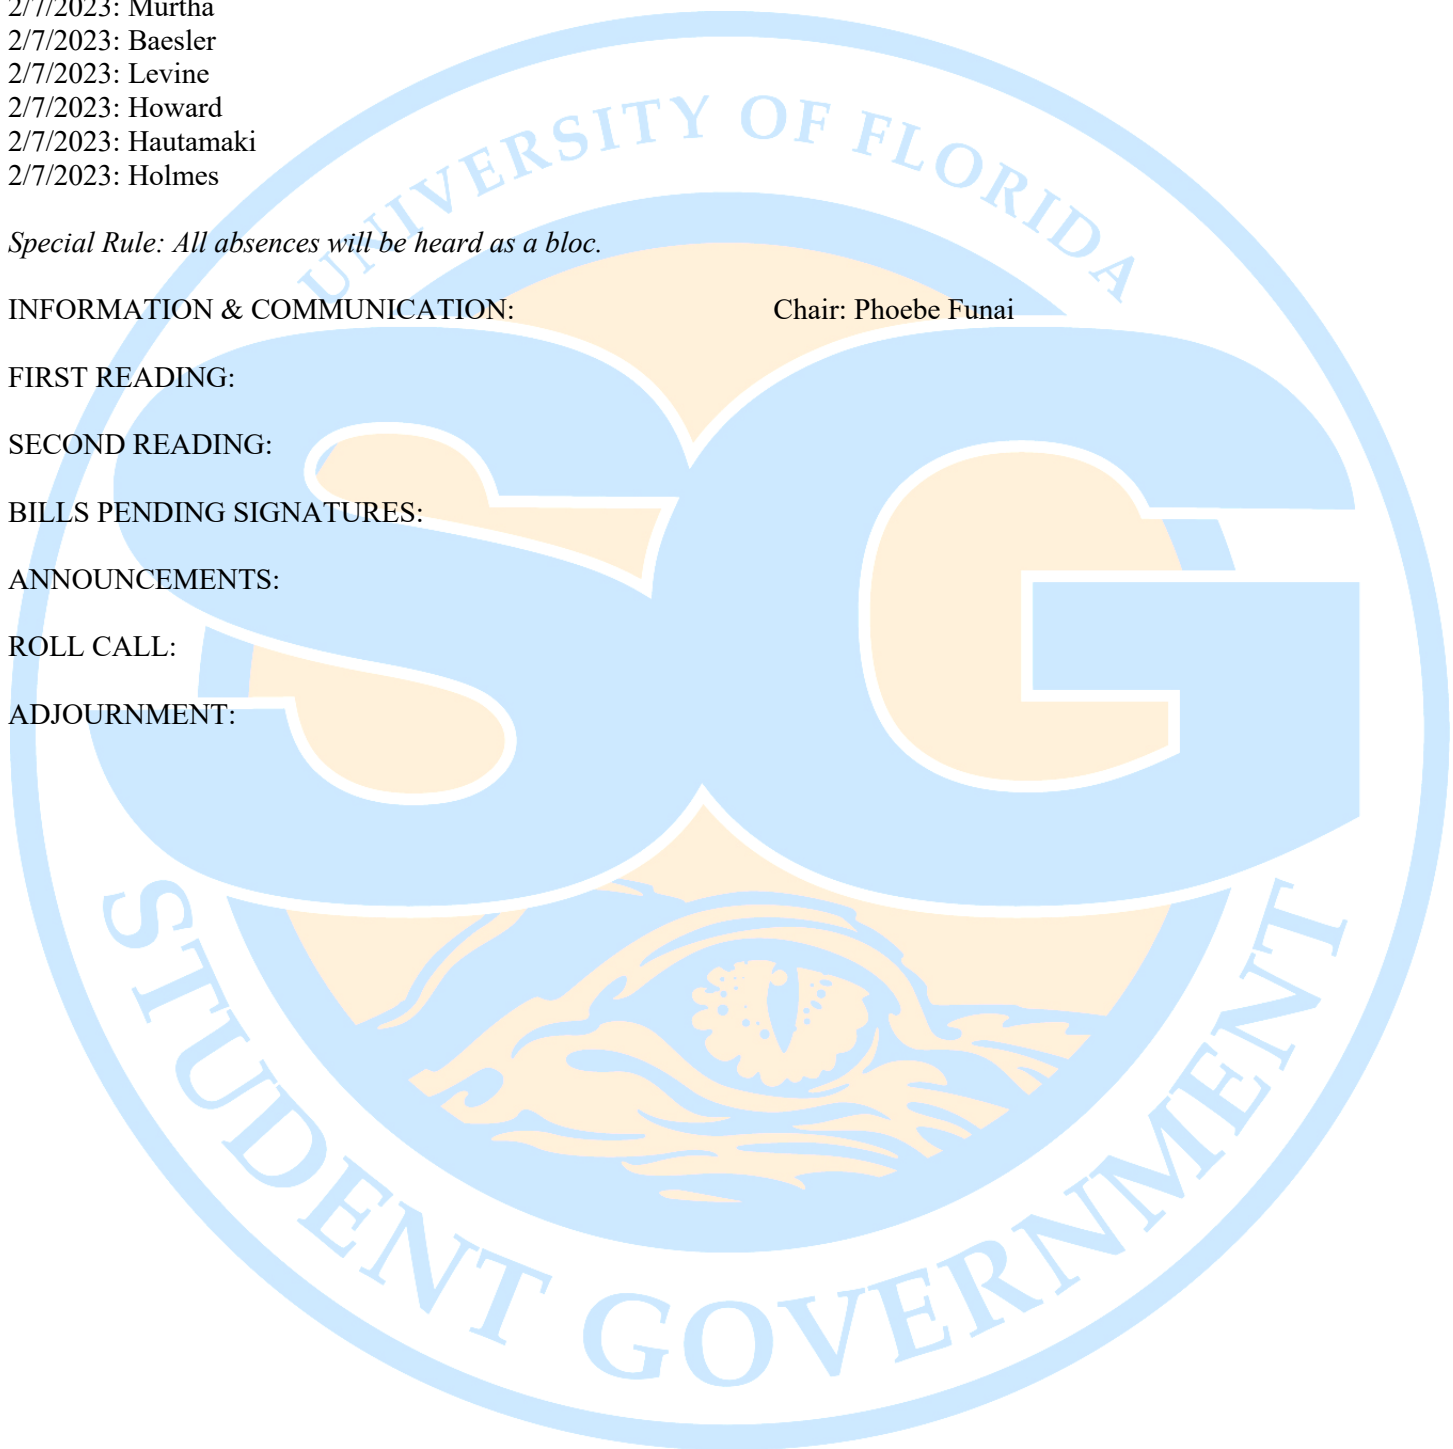 2/7/2023: Murtha
2/7/2023: Baesler
2/7/2023: Levine
2/7/2023: Howard
2/7/2023: Hautamaki
2/7/2023: Holmes
Special Rule: All absences will be heard as a bloc.
INFORMATION & COMMUNICATION: Chair: Phoebe Funai
FIRST READING:
SECOND READING:
BILLS PENDING SIGNATURES:
ANNOUNCEMENTS:
ROLL CALL:
ADJOURNMENT:
UNIVERSITY OF FLORIDA
SG
STUDENT GOVERNMENT